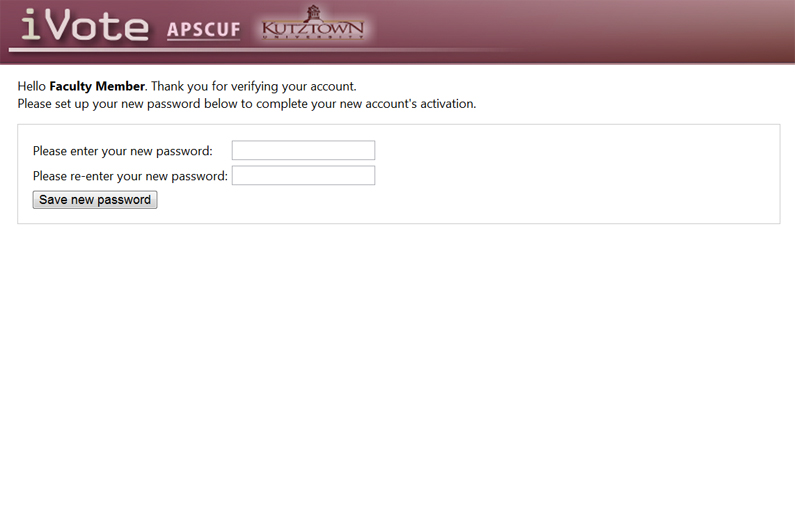 iVote APSCUF KUTZTOWN UNIVERSITY
Hello Faculty Member. Thank you for verifying your account.
Please set up your new password below to complete your new account's activation.
Please enter your new password:
Please re-enter your new password:
Save new password